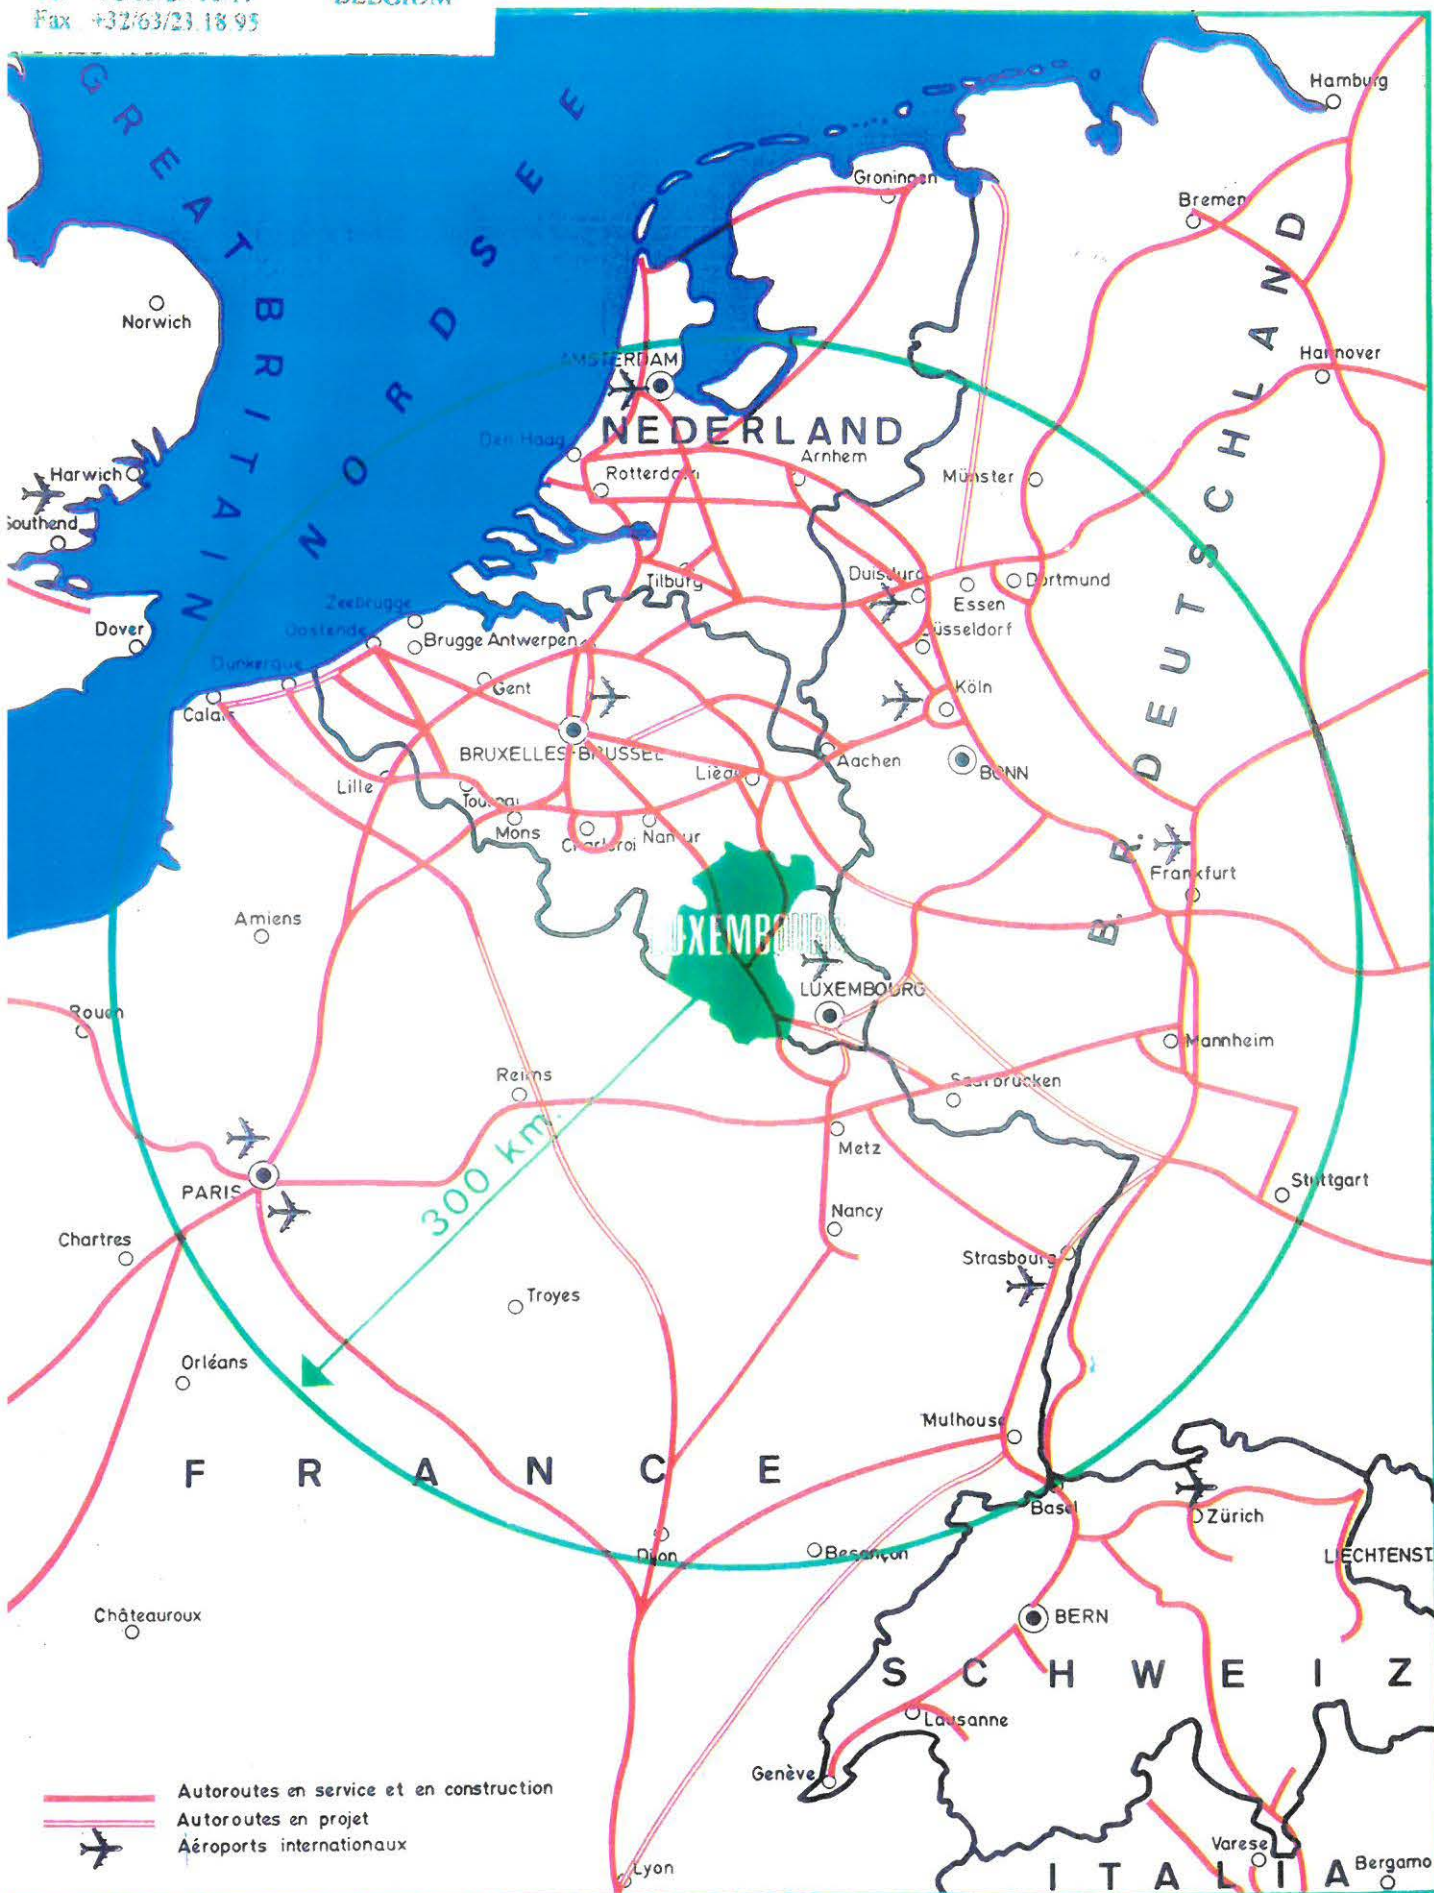 BELGIUM
Fax +32/63/23.18.95
GREAT BRITAIN
NORDSEE
Hamburg
Groningen
Bremen
Norwich
Hannover
AMSTERDAM
NEDERLAND
B.R. DEUTSCHLAND
Den Haag
Arnhem
Harwich
Rotterdam
Münster
Southend
Tilburg
Duisburg
Essen
Dortmund
Zeebrugge
Dover
Oostende
Brugge
Antwerpen
Düsseldorf
Dunkerque
Gent
Köln
Calais
BRUXELLES-BRUSSEL
Liège
Aachen
BONN
Lille
Tournai
Mons
Charleroi
Namur
Frankfurt
Amiens
LUXEMBOURG
LUXEMBOURG
Rouen
Mannheim
Reims
Saarbrücken
Metz
300 km.
PARIS
Stuttgart
Nancy
Chartres
Strasbourg
Troyes
Orléans
Mulhouse
FRANCE
Basel
Zürich
Dijon
Besançon
LIECHTENST
Châteauroux
BERN
SCHWEIZ
Lausanne
Genève
Autoroutes en service et en construction
Autoroutes en projet
Aéroports internationaux
Lyon
Varese
Bergamo
ITALIA